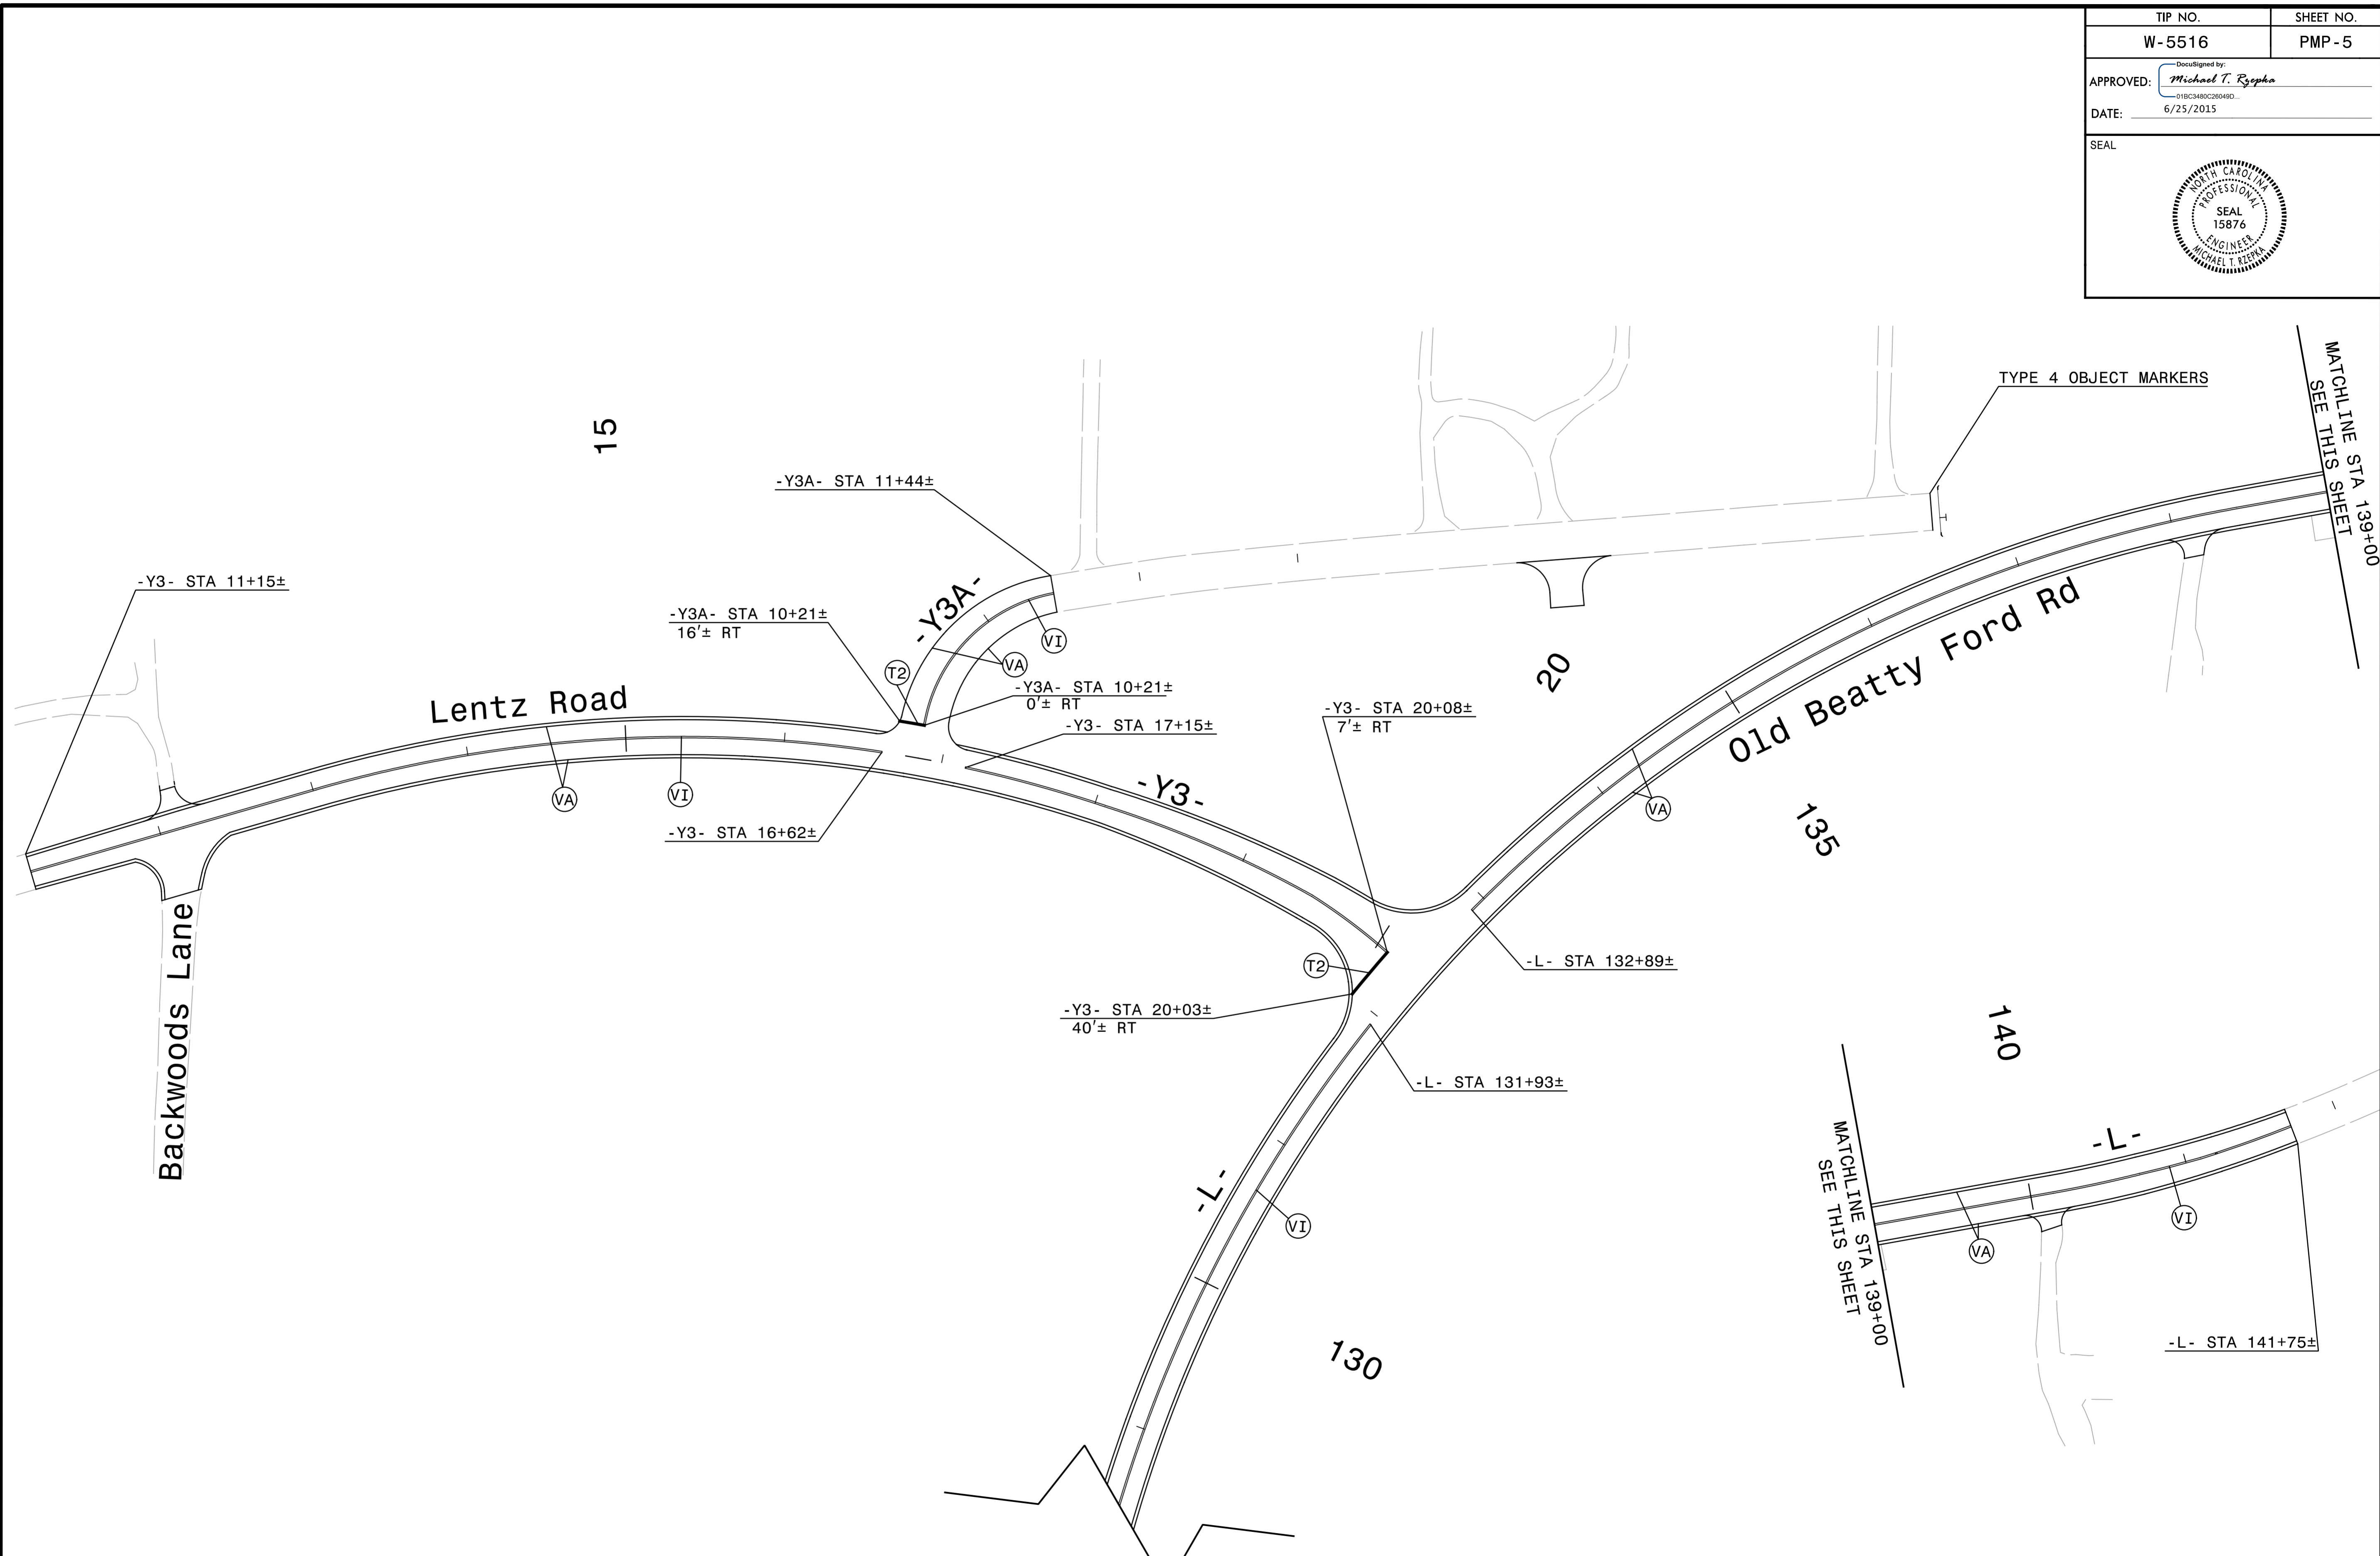 TIP NO.
SHEET NO.
W-5516
PMP-5
APPROVED:
DocuSigned by:
Michael T. Rzepka
01BC3480C26049D...
DATE:
6/25/2015
SEAL
NORTH CAROLINA
PROFESSIONAL
SEAL
15876
ENGINEER
MICHAEL T. RZEPKA
MATCHLINE STA 139+00
SEE THIS SHEET
TYPE 4 OBJECT MARKERS
15
-Y3A- STA 11+44±
-Y3- STA 11+15±
-Y3A-
-Y3A- STA 10+21±
16'± RT
VI
VA
T2
-Y3A- STA 10+21±
0'± RT
Lentz Road
-Y3- STA 17+15±
20
-Y3- STA 20+08±
7'± RT
Old Beatty Ford Rd
-Y3-
VA
VI
VA
-Y3- STA 16+62±
135
Backwoods Lane
T2
-L- STA 132+89±
-Y3- STA 20+03±
40'± RT
-L- STA 131+93±
140
-L-
VI
130
MATCHLINE STA 139+00
SEE THIS SHEET
-L-
VI
VA
-L- STA 141+75±